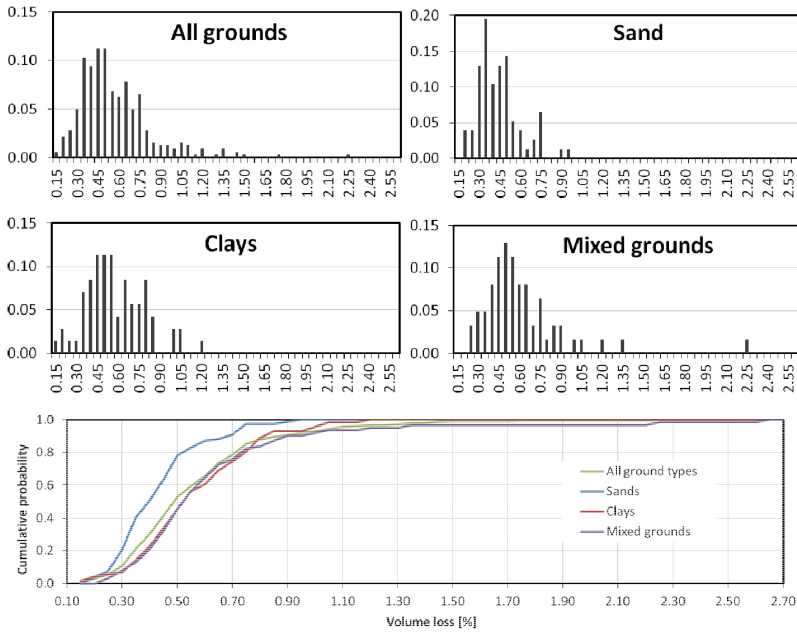 All grounds
0.15
0.10
0.05
0.00
0.15 0.30 0.45 0.60 0.75 0.90 1.05 1.20 1.35 1.50 1.65 1.80 1.95 2.10 2.25 2.40 2.55
Sand
0.20
0.15
0.10
0.05
0.00
0.15 0.30 0.45 0.60 0.75 0.90 1.05 1.20 1.35 1.50 1.65 1.80 1.95 2.10 2.25 2.40 2.55
Clays
0.15
0.10
0.05
0.00
0.15 0.30 0.45 0.60 0.75 0.90 1.05 1.20 1.35 1.50 1.65 1.80 1.95 2.10 2.25 2.40 2.55
Mixed grounds
0.15
0.10
0.05
0.00
0.15 0.30 0.45 0.60 0.75 0.90 1.05 1.20 1.35 1.50 1.65 1.80 1.95 2.10 2.25 2.40 2.55
Cumulative probability
1.0
0.8
0.6
0.4
0.2
0.0
All ground types
Sands
Clays
Mixed grounds
0.10 0.30 0.50 0.70 0.90 1.10 1.30 1.50 1.70 1.90 2.10 2.30 2.50 2.70
Volume loss [%]